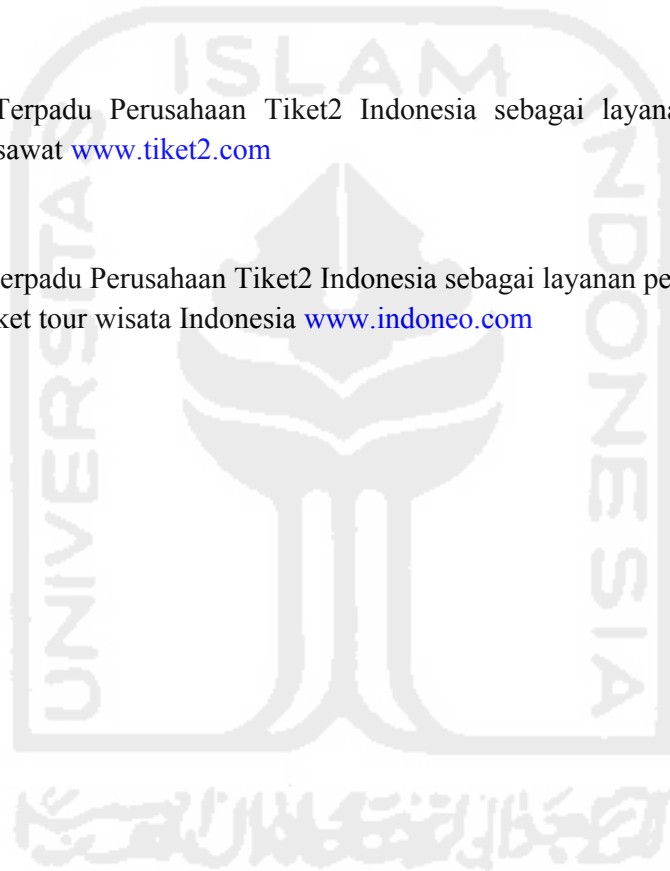 ISLAM
Terpadu Perusahaan Tiket2 Indonesia sebagai
sawat www.tiket2.com
UNIVERSITAS
INDONESIA
erpadu Perusahaan Tiket2 Indonesia sebagai layanan pe
ket tour wisata Indonesia www.indoneo.com